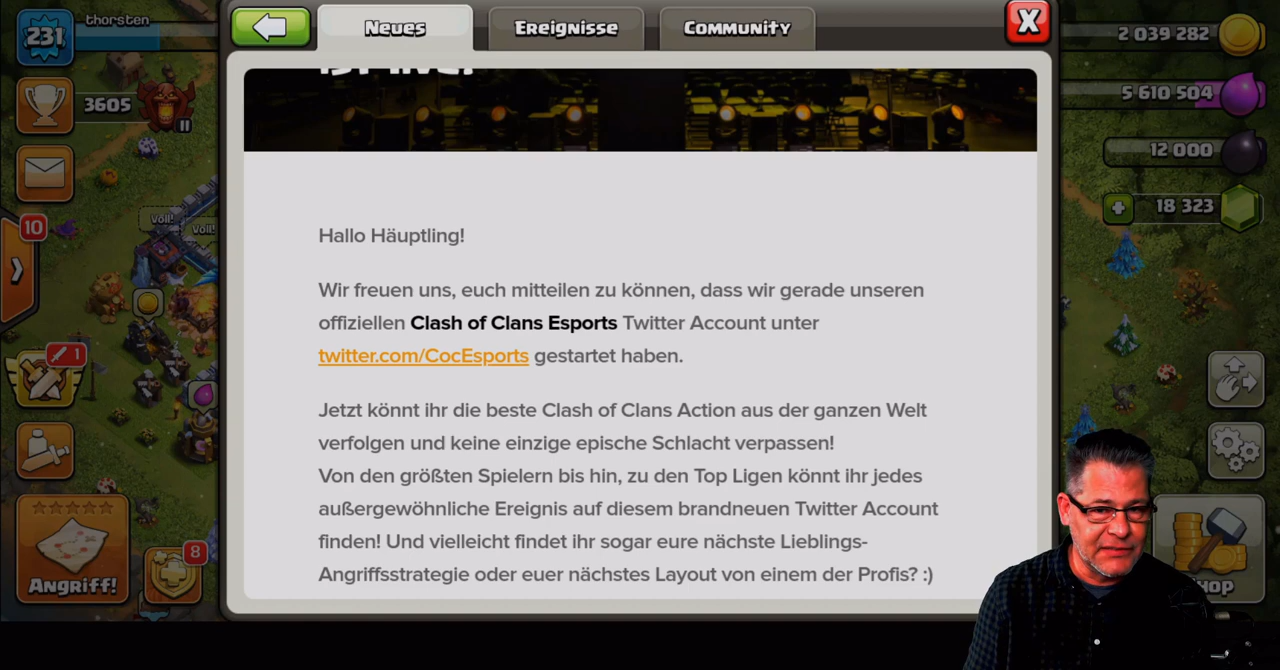 231
thorsten
Neues
Ereignisse
Community
X
2 039 282
3605
5 610 504
12 000
18 323
10
Voll!
Voll!
Hallo Häuptling!
Wir freuen uns, euch mitteilen zu können, dass wir gerade unseren
offiziellen Clash of Clans Esports Twitter Account unter
twitter.com/CocEsports gestartet haben.
1
Jetzt könnt ihr die beste Clash of Clans Action aus der ganzen Welt
verfolgen und keine einzige epische Schlacht verpassen!
Von den größten Spielern bis hin, zu den Top Ligen könnt ihr jedes
außergewöhnliche Ereignis auf diesem brandneuen Twitter Account
finden! Und vielleicht findet ihr sogar eure nächste Lieblings-
Angriffsstrategie oder euer nächstes Layout von einem der Profis? :)
8
Angriff!